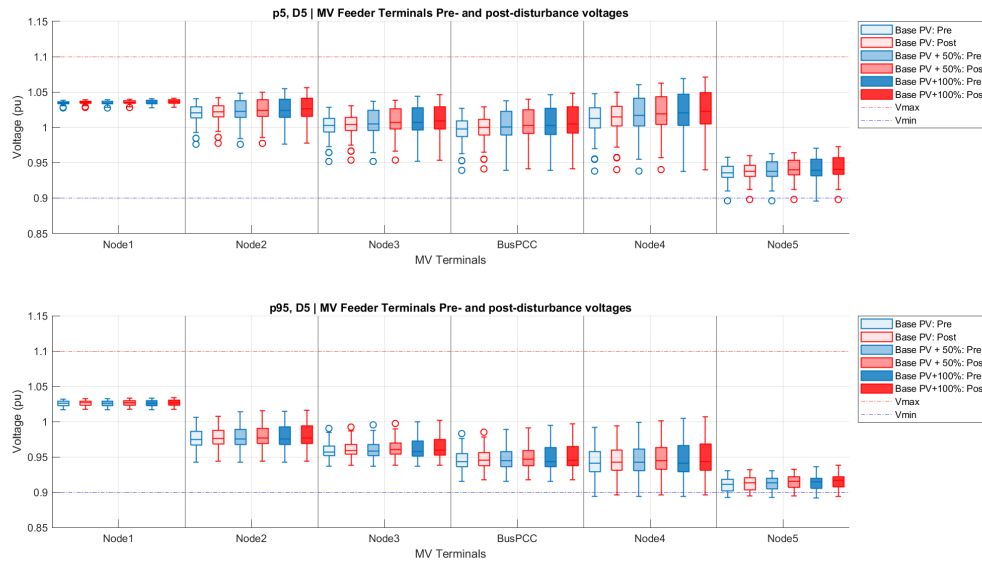 p5, D5 | MV Feeder Terminals Pre- and post-disturbance voltages
1.15
1.1
1.05
1
0.95
0.9
0.85
Voltage (pu)
Node1 Node2 Node3 BusPCC Node4 Node5
MV Terminals
Base PV: Pre
Base PV: Post
Base PV + 50%: Pre
Base PV + 50%: Pos
Base PV+100%: Pre
Base PV+100%: Pos
Vmax
Vmin
p95, D5 | MV Feeder Terminals Pre- and post-disturbance voltages
1.15
1.1
1.05
1
0.95
0.9
0.85
Voltage (pu)
Node1 Node2 Node3 BusPCC Node4 Node5
MV Terminals
Base PV: Pre
Base PV: Post
Base PV + 50%: Pre
Base PV + 50%: Pos
Base PV+100%: Pre
Base PV+100%: Pos
Vmax
Vmin